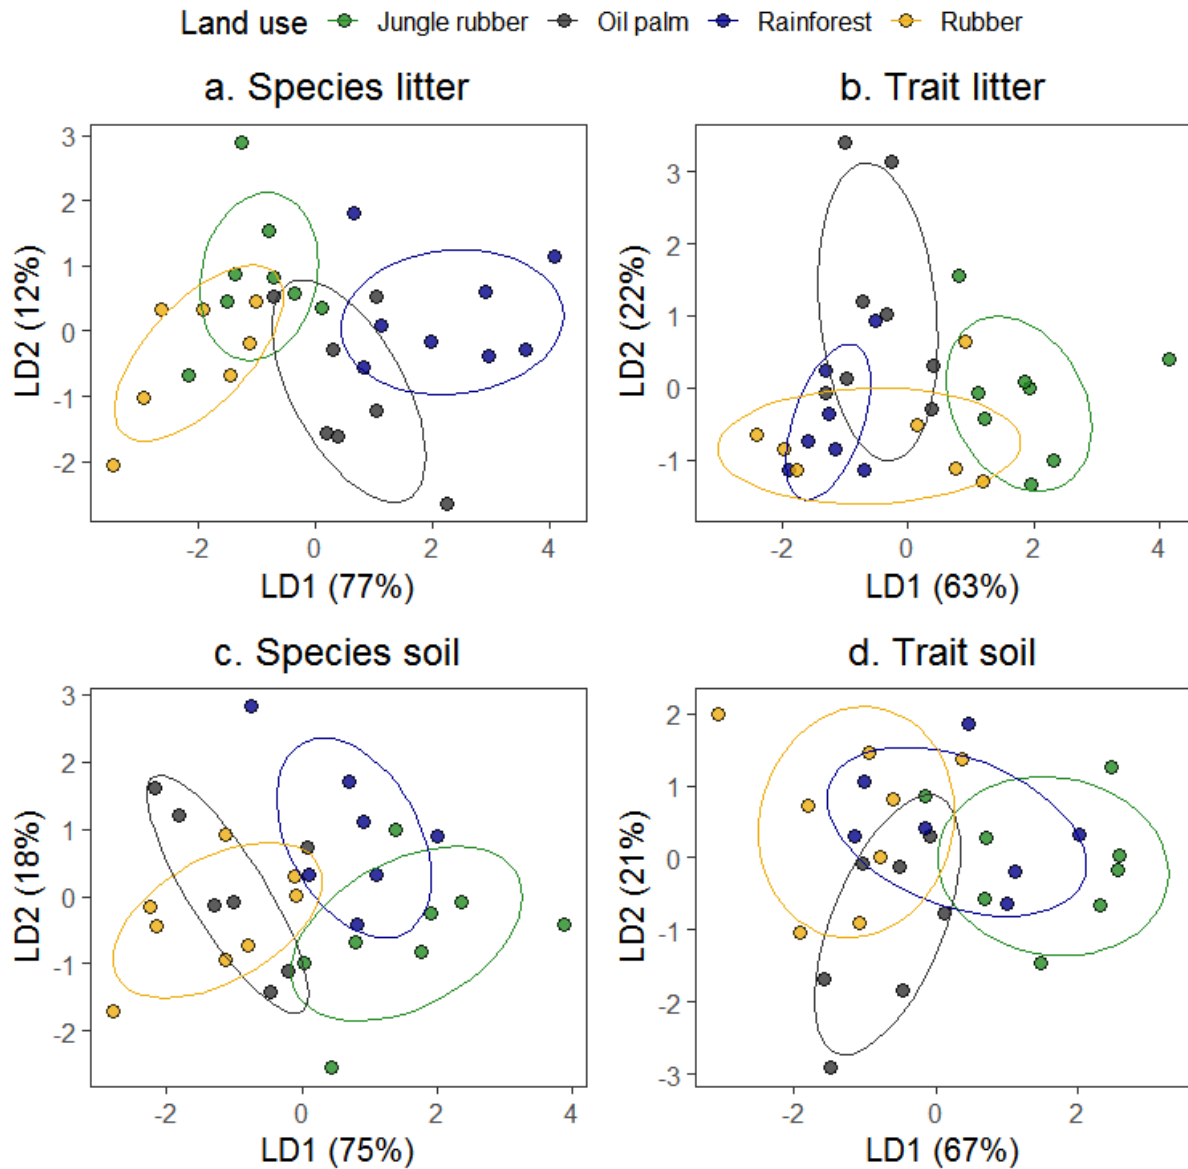 Land use Jungle rubber Oil palm Rainforest Rubber
a. Species litter
b. Trait litter
3
2
1
0
-1
-2
LD2 (12%)
-2 0 2 4
LD1 (77%)
3
2
1
0
-1
LD2 (22%)
-2 0 2 4
LD1 (63%)
c. Species soil
d. Trait soil
3
2
1
0
-1
-2
LD2 (18%)
-2 0 2 4
LD1 (75%)
2
1
0
-1
-2
-3
LD2 (21%)
-2 0 2
LD1 (67%)